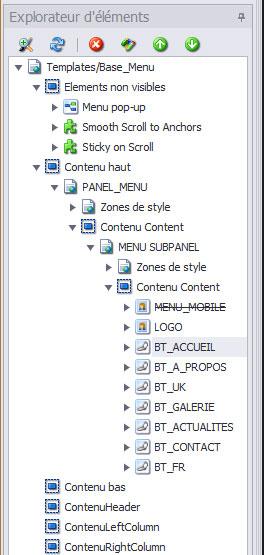 Explorateur d'éléments
Templates/Base_Menu
Elements non visibles
Menu pop-up
Smooth Scroll to Anchors
Sticky on Scroll
Contenu haut
PANEL_MENU
Zones de style
Contenu Content
MENU SUBPANEL
Zones de style
Contenu Content
MENU_MOBILE
LOGO
BT_ACCUEIL
BT_A_PROPOS
BT_UK
BT_GALERIE
BT_ACTUALITES
BT_CONTACT
BT_FR
Contenu bas
ContenuHeader
ContenuLeftColumn
ContenuRightColumn